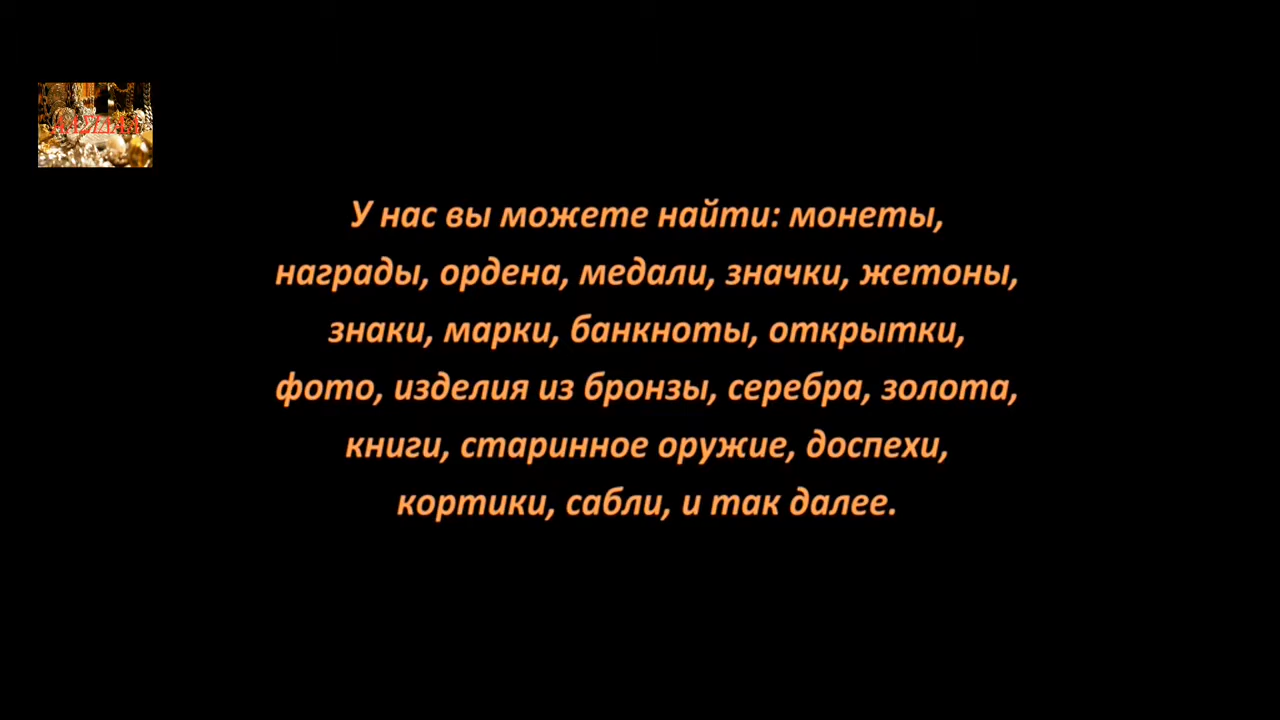 У нас вы можете найти: монеты,
награды, ордена, медали, значки, жетоны,
знаки, марки, банкноты, открытки,
фото, изделия из бронзы, серебра, золота,
книги, старинное оружие, доспехи,
кортики, сабли, и так далее.